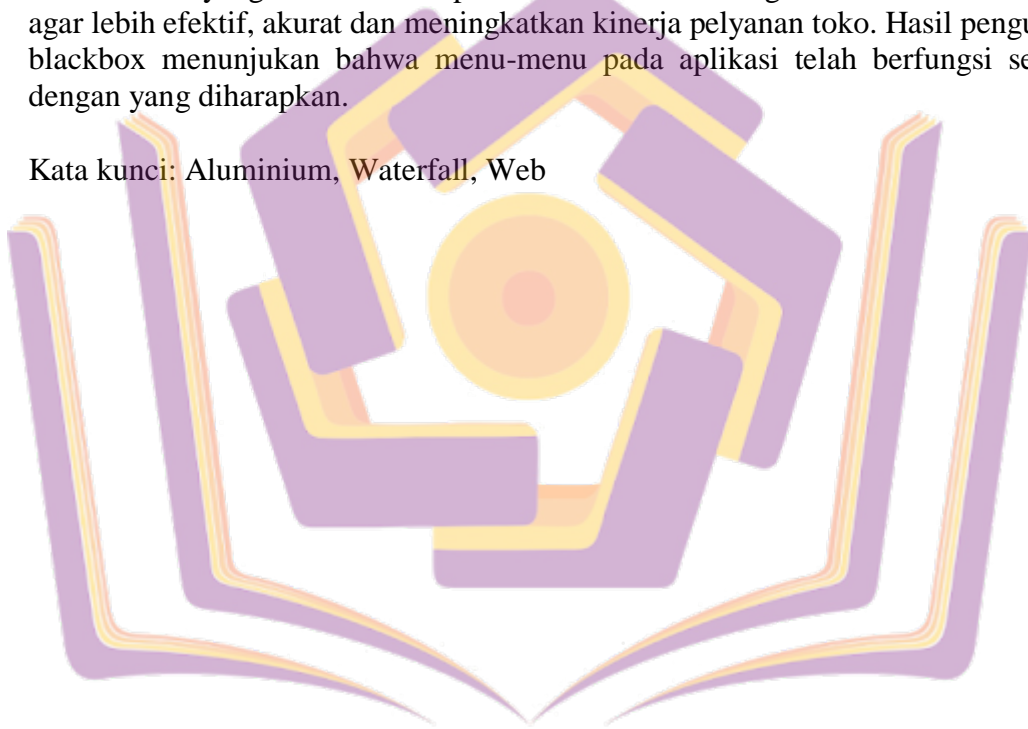 agar lebih efektif, akurat dan meningkatkan kinerja pelyanan toko. Hasil pengu
blackbox menunjukan bahwa menu-menu pada aplikasi telah berfungsi se
dengan yang diharapkan.
Kata kunci: Aluminium, Waterfall, Web